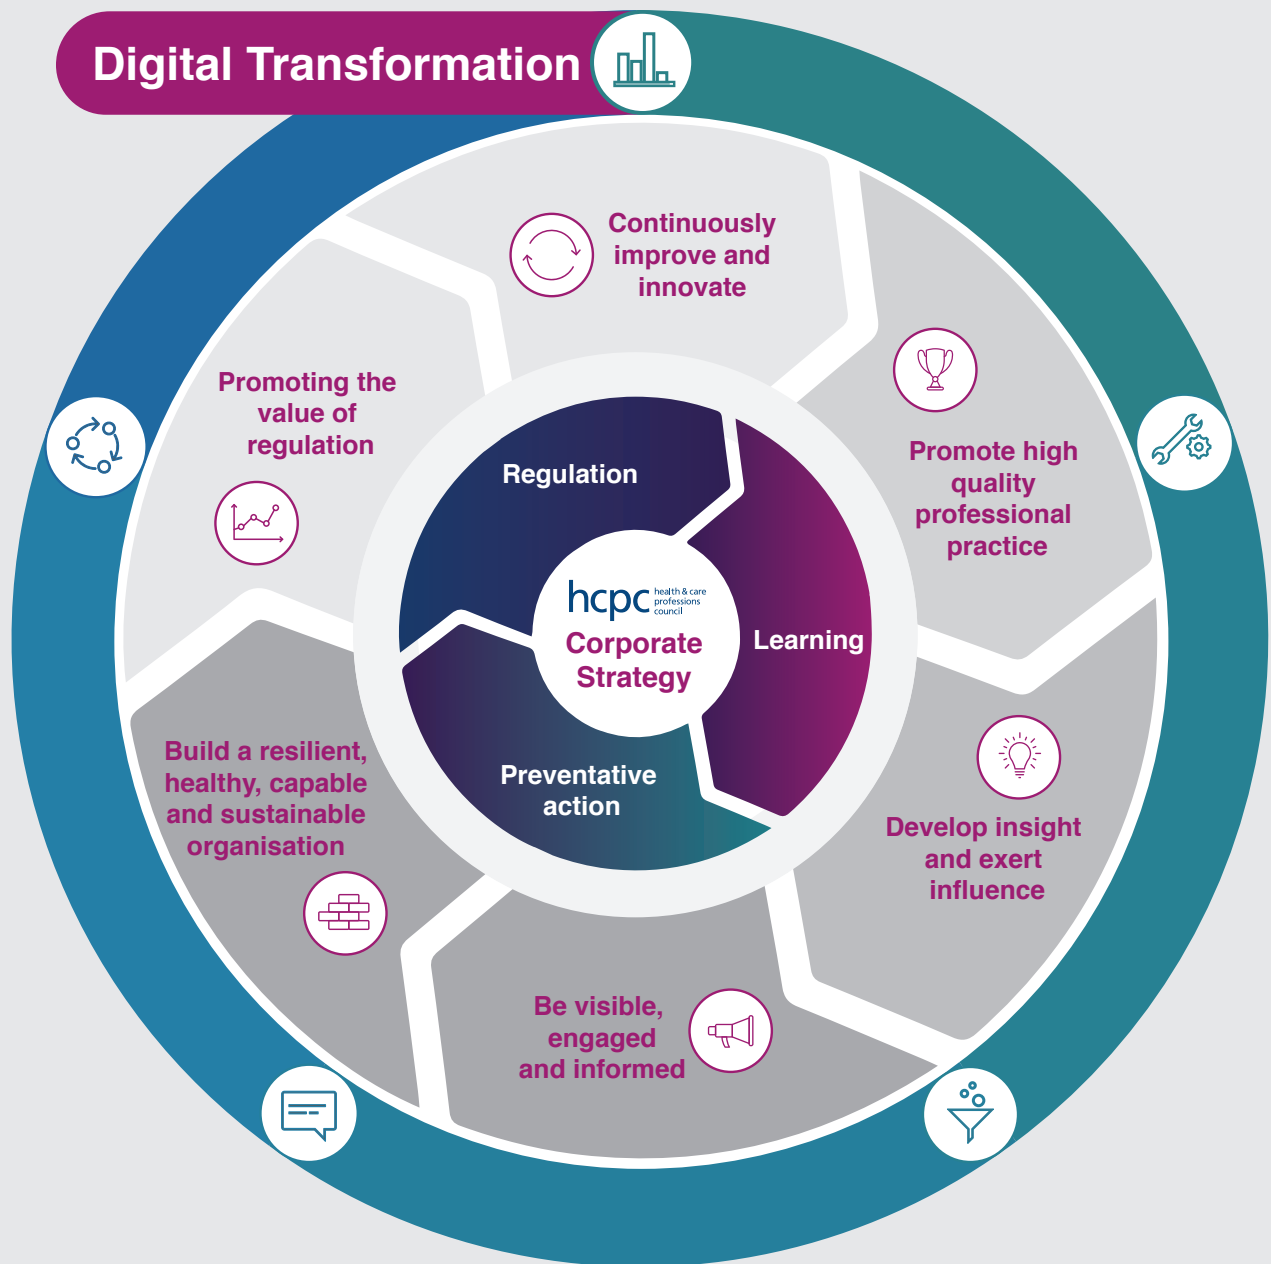 Digital Transformation
Continuously
improve and
innovate
Promote high
quality
professional
practice
Develop insight
and exert
influence
Be visible,
engaged
and informed
Build a resilient,
healthy, capable
and sustainable
organisation
Promoting the
value of
regulation
Regulation
Learning
Preventative
action
hcpc health & care
professions
council
Corporate
Strategy